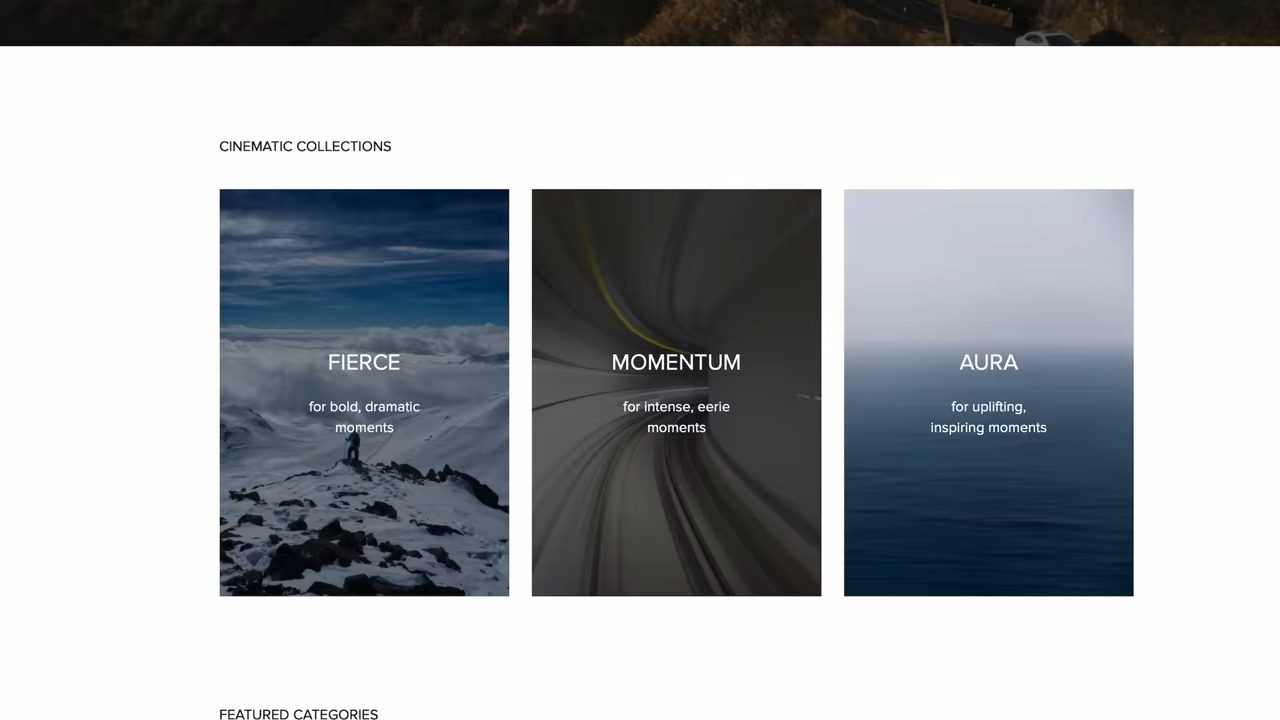 CINEMATIC COLLECTIONS
FIERCE
for bold, dramatic
moments
MOMENTUM
for intense, eerie
moments
AURA
for uplifting,
inspiring moments
FEATURED CATEGORIES